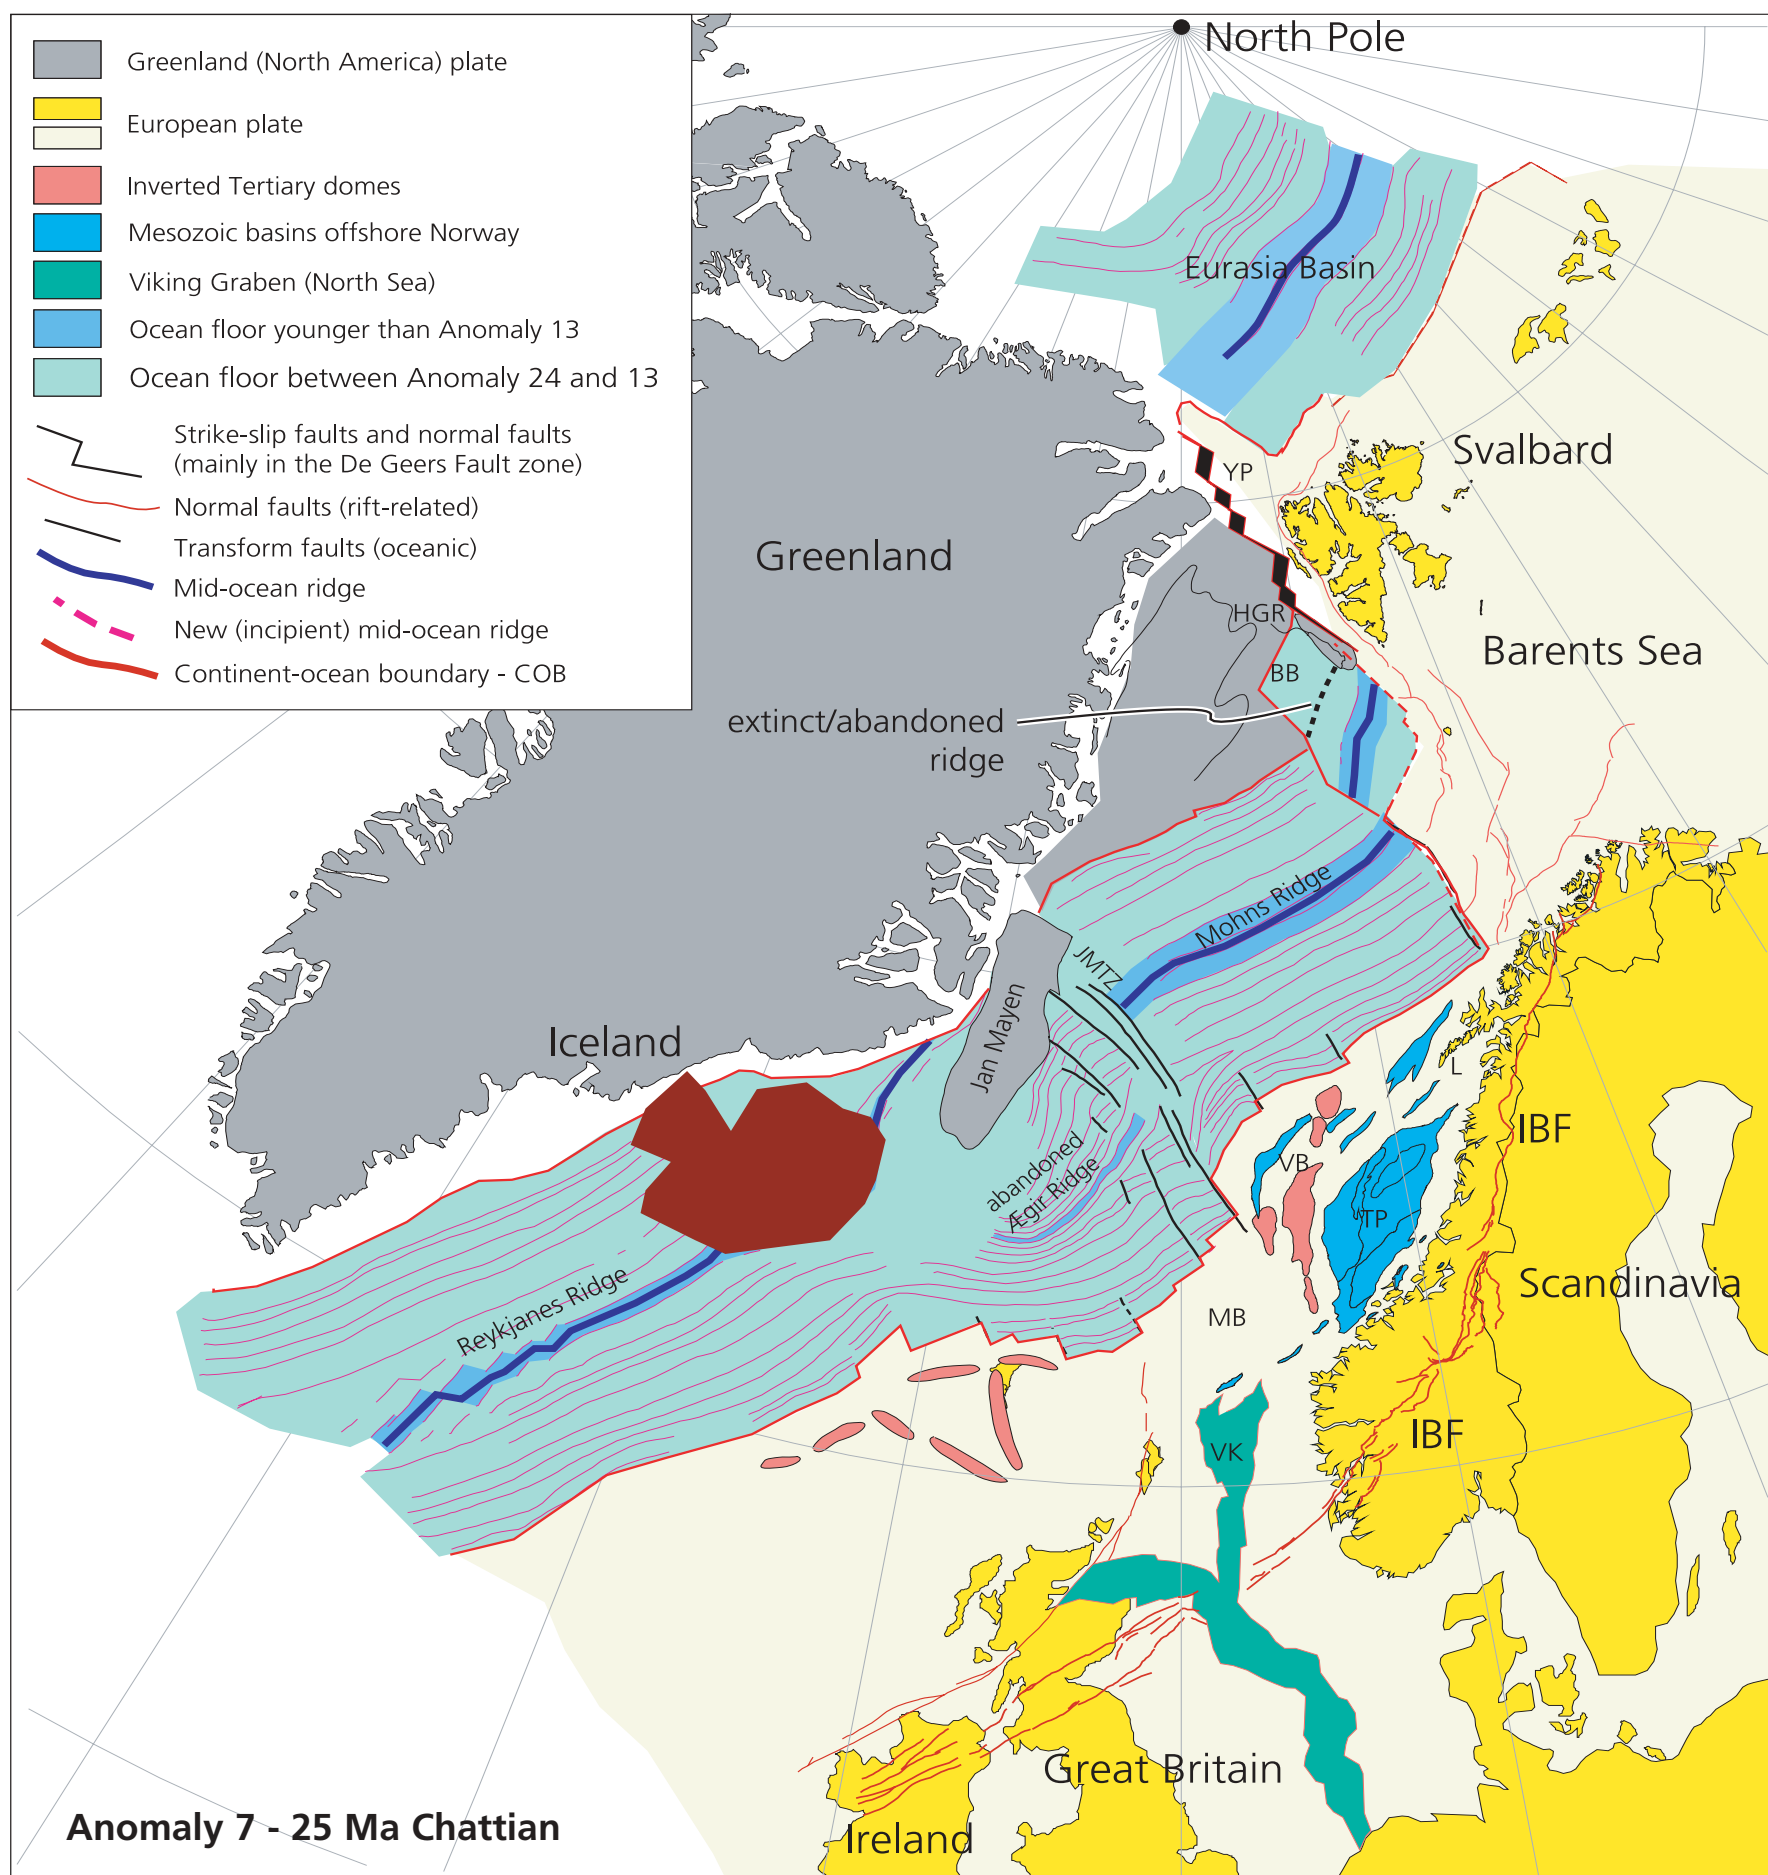 Greenland (North America) plate
European plate
Inverted Tertiary domes
Mesozoic basins offshore Norway
Viking Graben (North Sea)
Ocean floor younger than Anomaly 13
Ocean floor between Anomaly 24 and 13
Strike-slip faults and normal faults
(mainly in the De Geers Fault zone)
Normal faults (rift-related)
Transform faults (oceanic)
Mid-ocean ridge
New (incipient) mid-ocean ridge
Continent-ocean boundary - COB
North Pole
Eurasia Basin
Svalbard
YP
Greenland
HGR
Barents Sea
BB
extinct/abandoned
ridge
Mohns Ridge
JMTZ
Jan Mayen
Iceland
L
IBF
abandoned
Ægir Ridge
VB
TP
Scandinavia
Reykjanes Ridge
MB
IBF
VK
Great Britain
Ireland
Anomaly 7 - 25 Ma Chattian